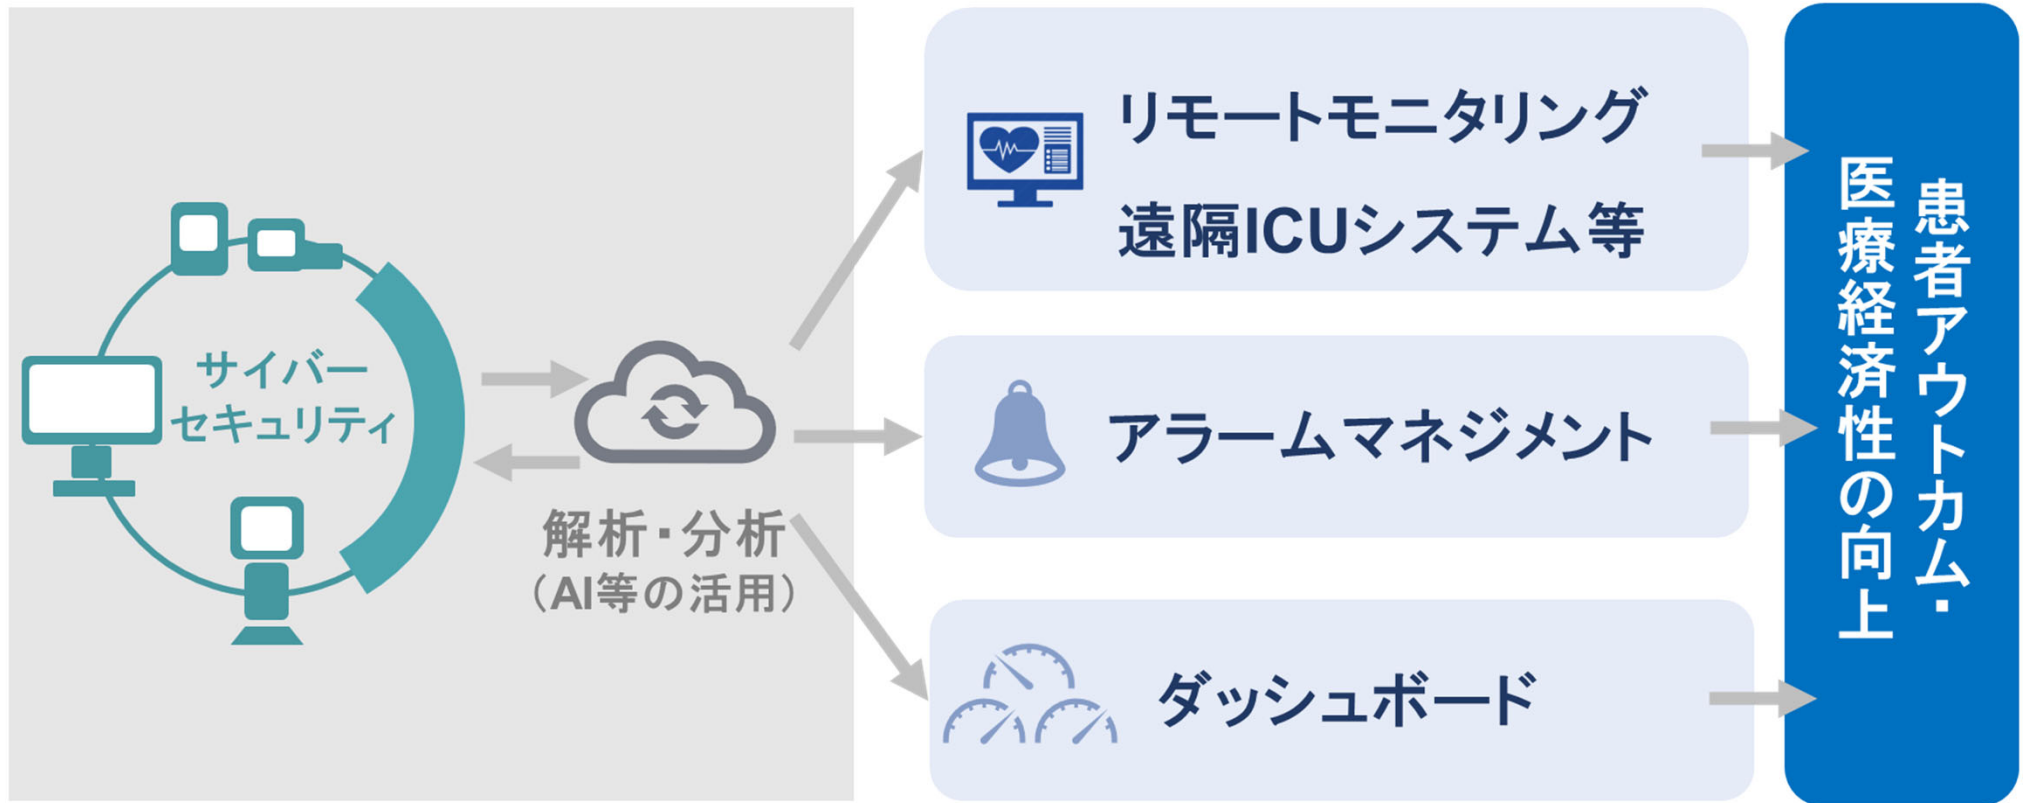 サイバー
セキュリティ
解析・分析
（AI等の活用）
リモートモニタリング
遠隔ICUシステム等
アラームマネジメント
ダッシュボード
患者アウトカム・
医療経済性の向上